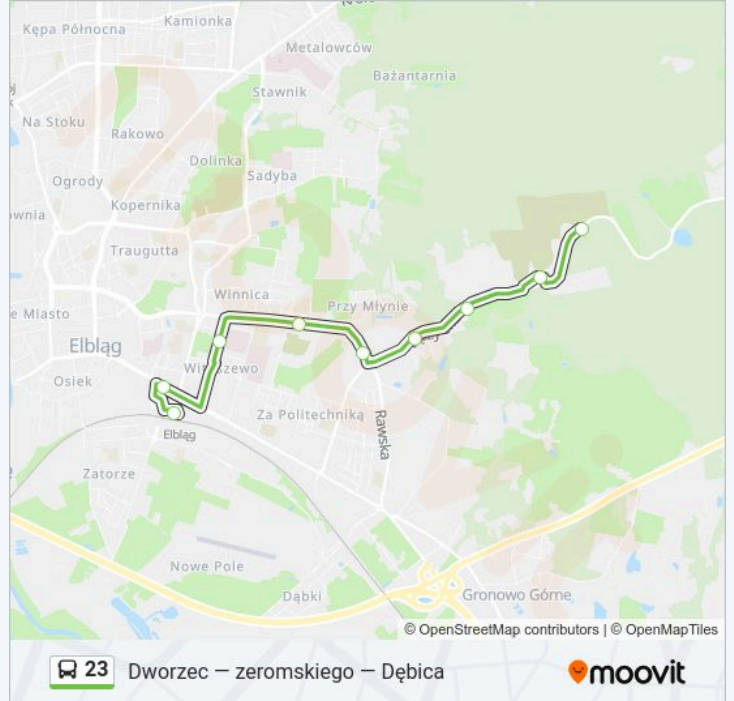 Kępa Północna
Kamionka
Metalowców
Bażantarnia
Stawnik
Na Stoku
Rakowo
Dolinka
Sadyba
Ogrody
Kopernika
Traugutta
Winnica
Przy Młynie
e Miasto
Elbląg
Osiek
Za Politechniką
Rawska
Elbląg
Zatorze
Nowe Pole
Dąbki
Gronowo Górne
© OpenStreetMap contributors | © OpenMapTiles
23 Dworzec — zeromskiego — Dębica
moovit